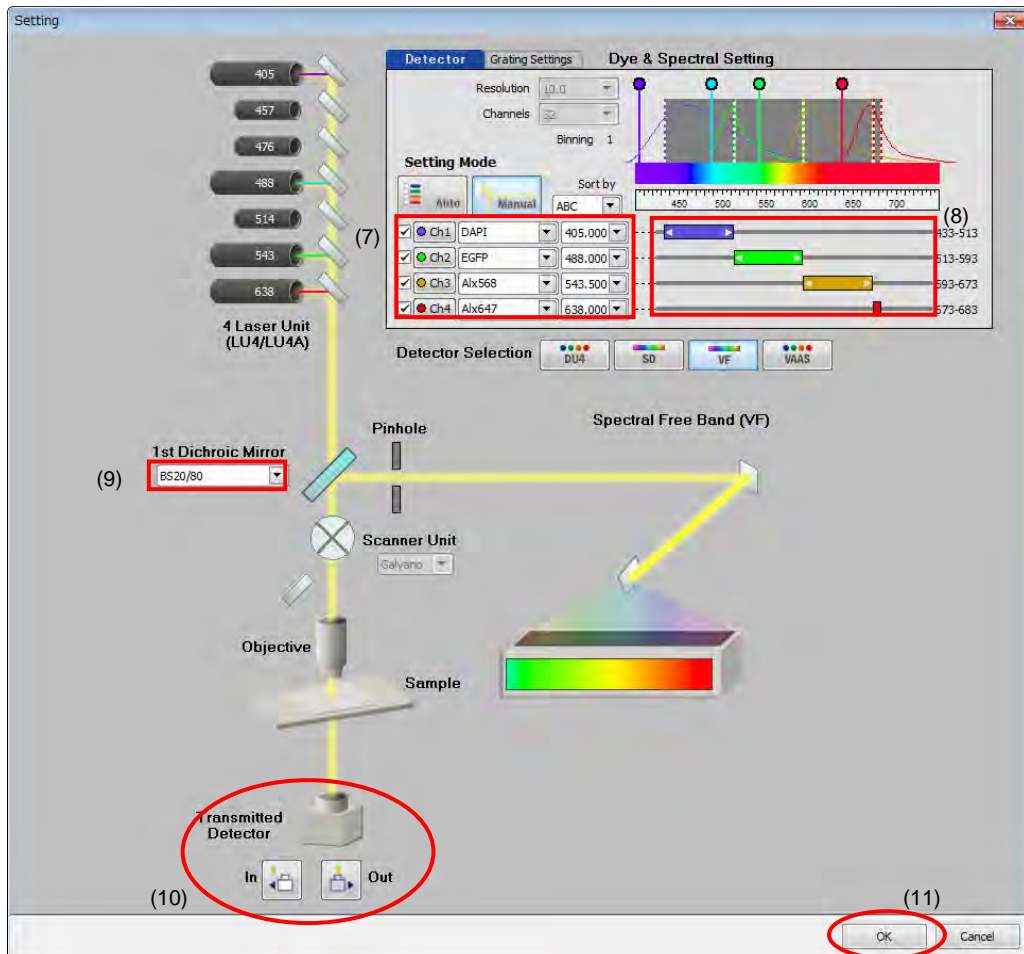 Setting
405
457
476
488
514
543
638
4 Laser Unit
(LU4/LU4A)
Detector Grating Settings Dye & Spectral Setting
Resolution 10.0
Channels 32
Binning 1
Setting Mode
Auto Manual
Sort by
ABC
450 500 550 600 650 700
(7)
(8)
Ch1 DAPI 405.000 433-513
Ch2 EGFP 488.000 513-593
Ch3 Alx568 543.500 593-673
Ch4 Alx647 638.000 673-683
Detector Selection DU4 SD VF VAAS
Spectral Free Band (VF)
Pinhole
1st Dichroic Mirror
(9) BS20/80
Scanner Unit
Galvano
Objective
Sample
Transmitted
Detector
In Out
(10)
(11)
OK Cancel